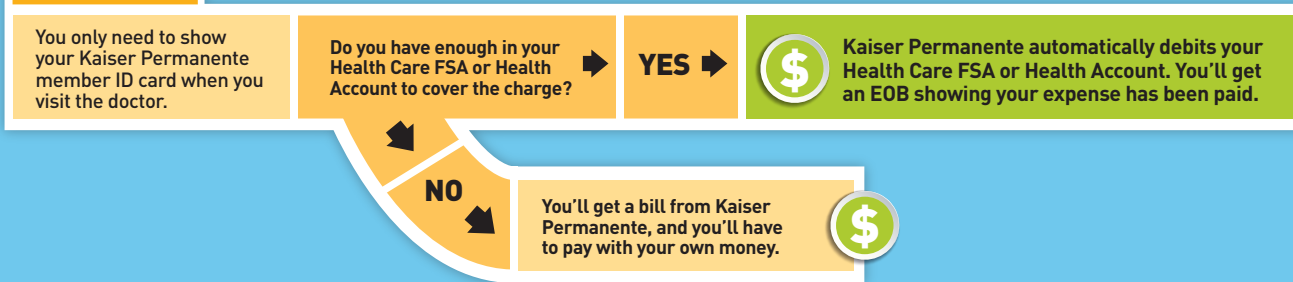 You only need to show
your Kaiser Permanente
member ID card when you
visit the doctor.
Do you have enough in your
Health Care FSA or Health
Account to cover the charge?
YES
$
Kaiser Permanente automatically debits your
Health Care FSA or Health Account. You'll get
an EOB showing your expense has been paid.
NO
You'll get a bill from Kaiser
Permanente, and you'll have
to pay with your own money.
$